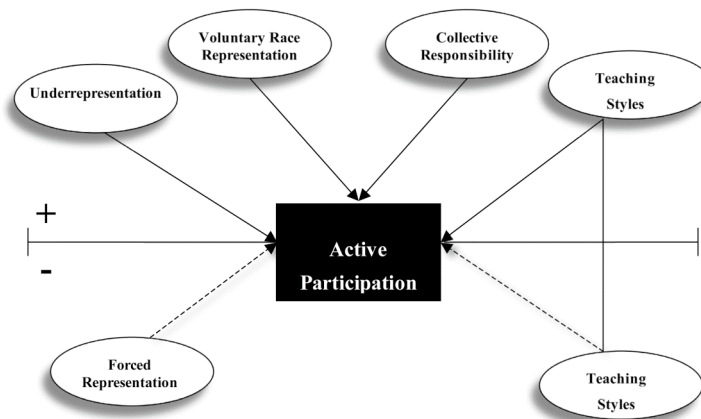 Voluntary Race
Representation
Collective
Responsibility
Underrepresentation
Teaching
Styles
+
-
Active
Participation
Forced
Representation
Teaching
Styles